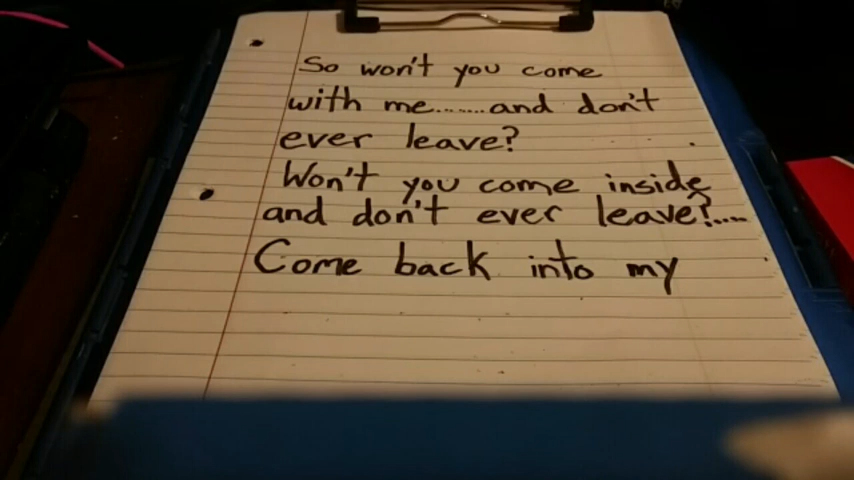 So won't you come
with me.......and don't
ever leave?
Won't you come inside
and don't ever leave?....
Come back into my